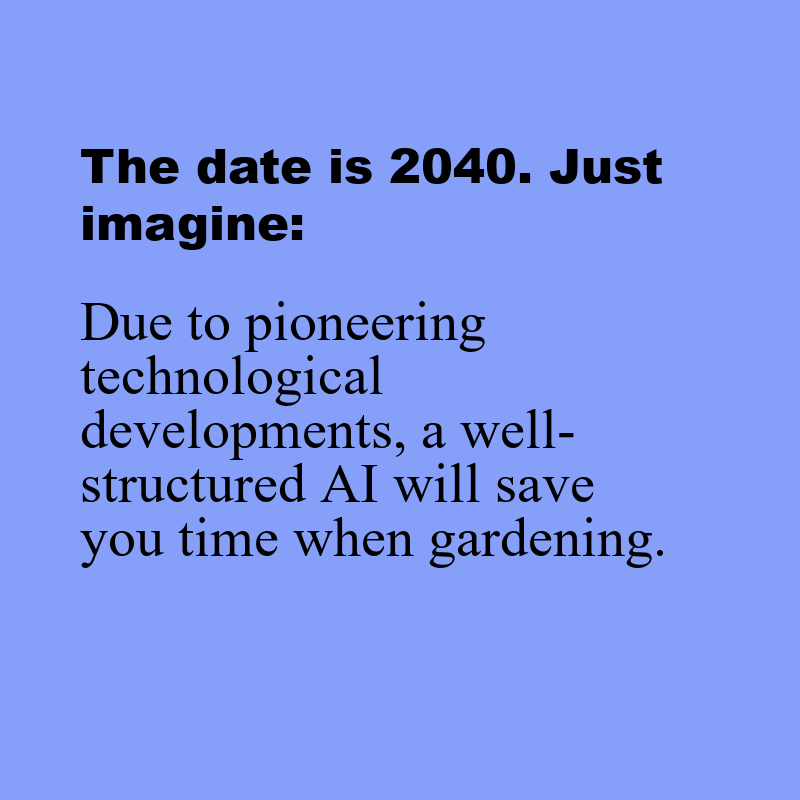 The date is 2040. Just
imagine:
Due to pioneering
technological
developments, a well-
structured AI will save
you time when gardening.